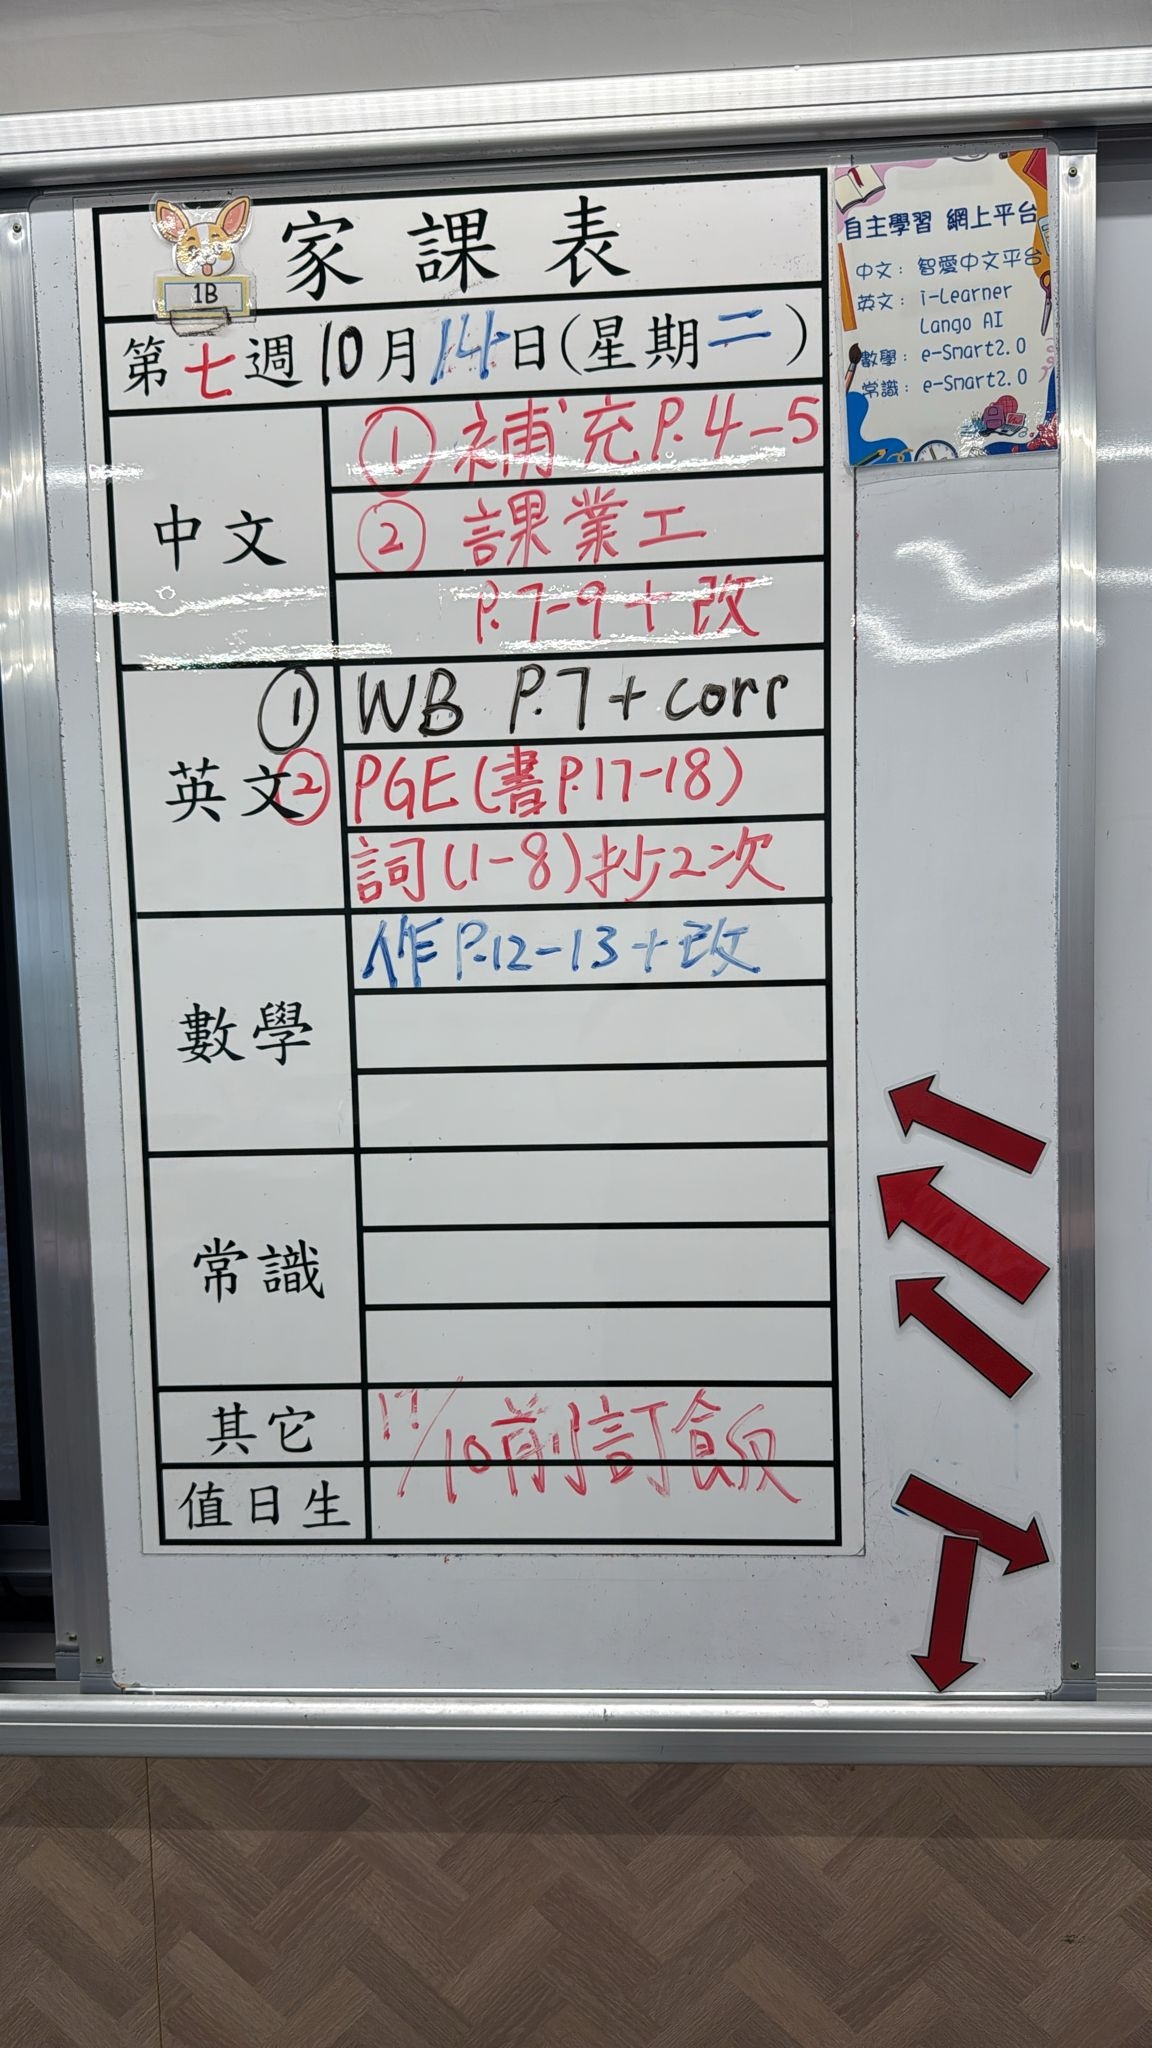 家課表
1B
第七週10月14日(星期二)
中文
① 補充P.4-5
② 課業工
P.7-9+改
英文
① WB P.7+corr
② PGE(書P.17-18)
詞(1-8)抄2次
數學
作P.12-13+改
常識
其它
17/10前訂飯
值日生
自主學習 網上平台
中文: 智愛中文平台
英文: i-Learner
Lango AI
數學: e-Smart2.0
常識: e-Smart2.0